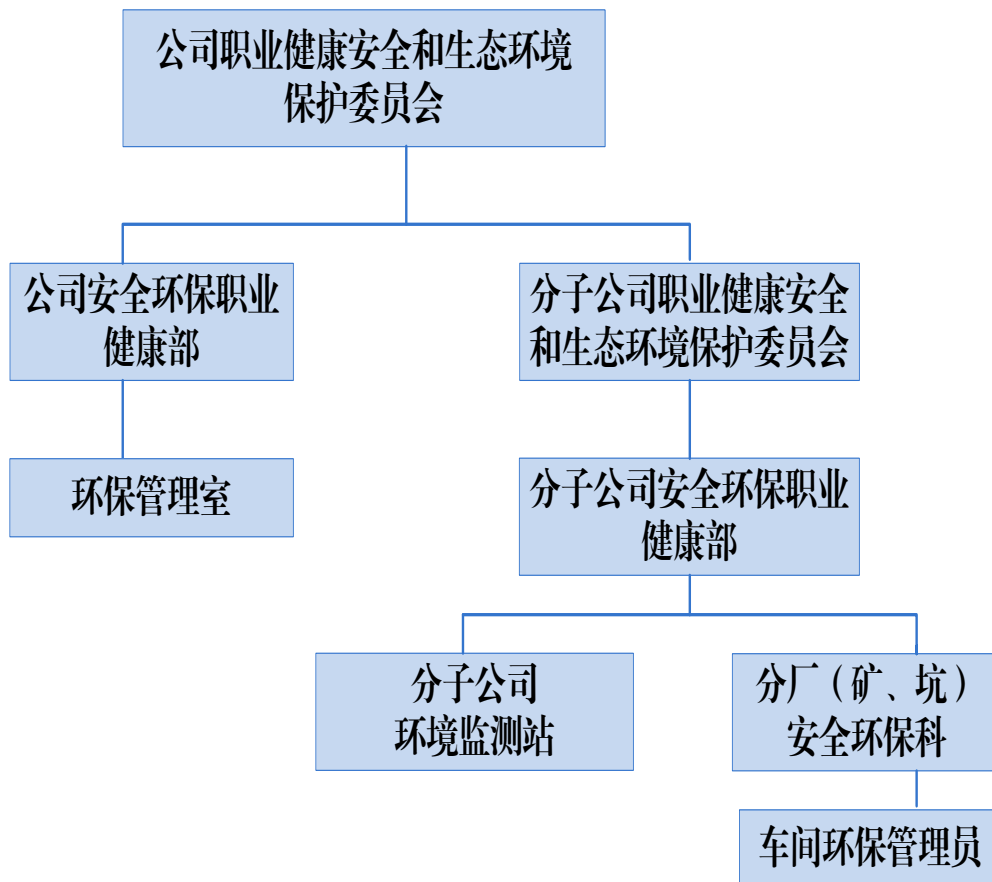 公司职业健康安全和生态环境
保护委员会
公司安全环保职业
健康部
分子公司职业健康安全
和生态环境保护委员会
环保管理室
分子公司安全环保职业
健康部
分子公司
环境监测站
分厂（矿、坑）
安全环保科
车间环保管理员